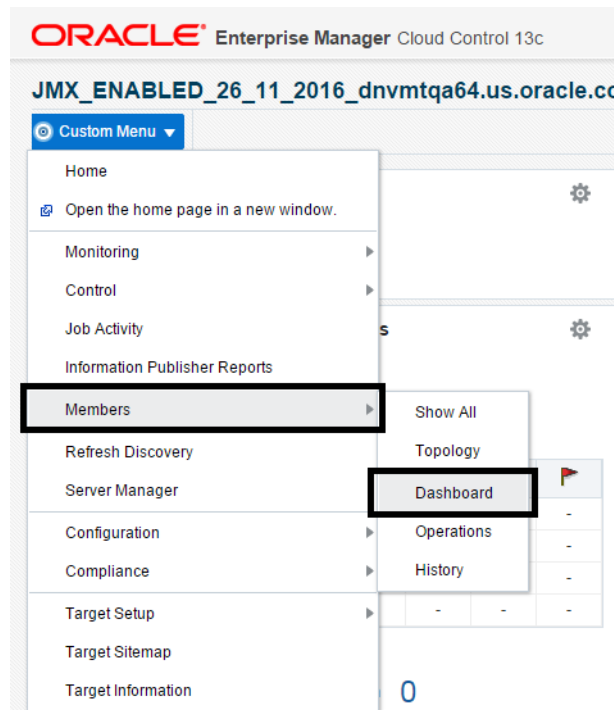 ORACLE Enterprise Manager Cloud Control 13c
JMX_ENABLED_26_11_2016_dnvmtqa64.us.oracle.co
Custom Menu
Home
Open the home page in a new window.
Monitoring
Control
Job Activity
s
Information Publisher Reports
Members
Show All
Refresh Discovery
Topology
Server Manager
Dashboard
-
Configuration
Operations
-
Compliance
History
-
Target Setup
- - -
Target Sitemap
Target Information
0